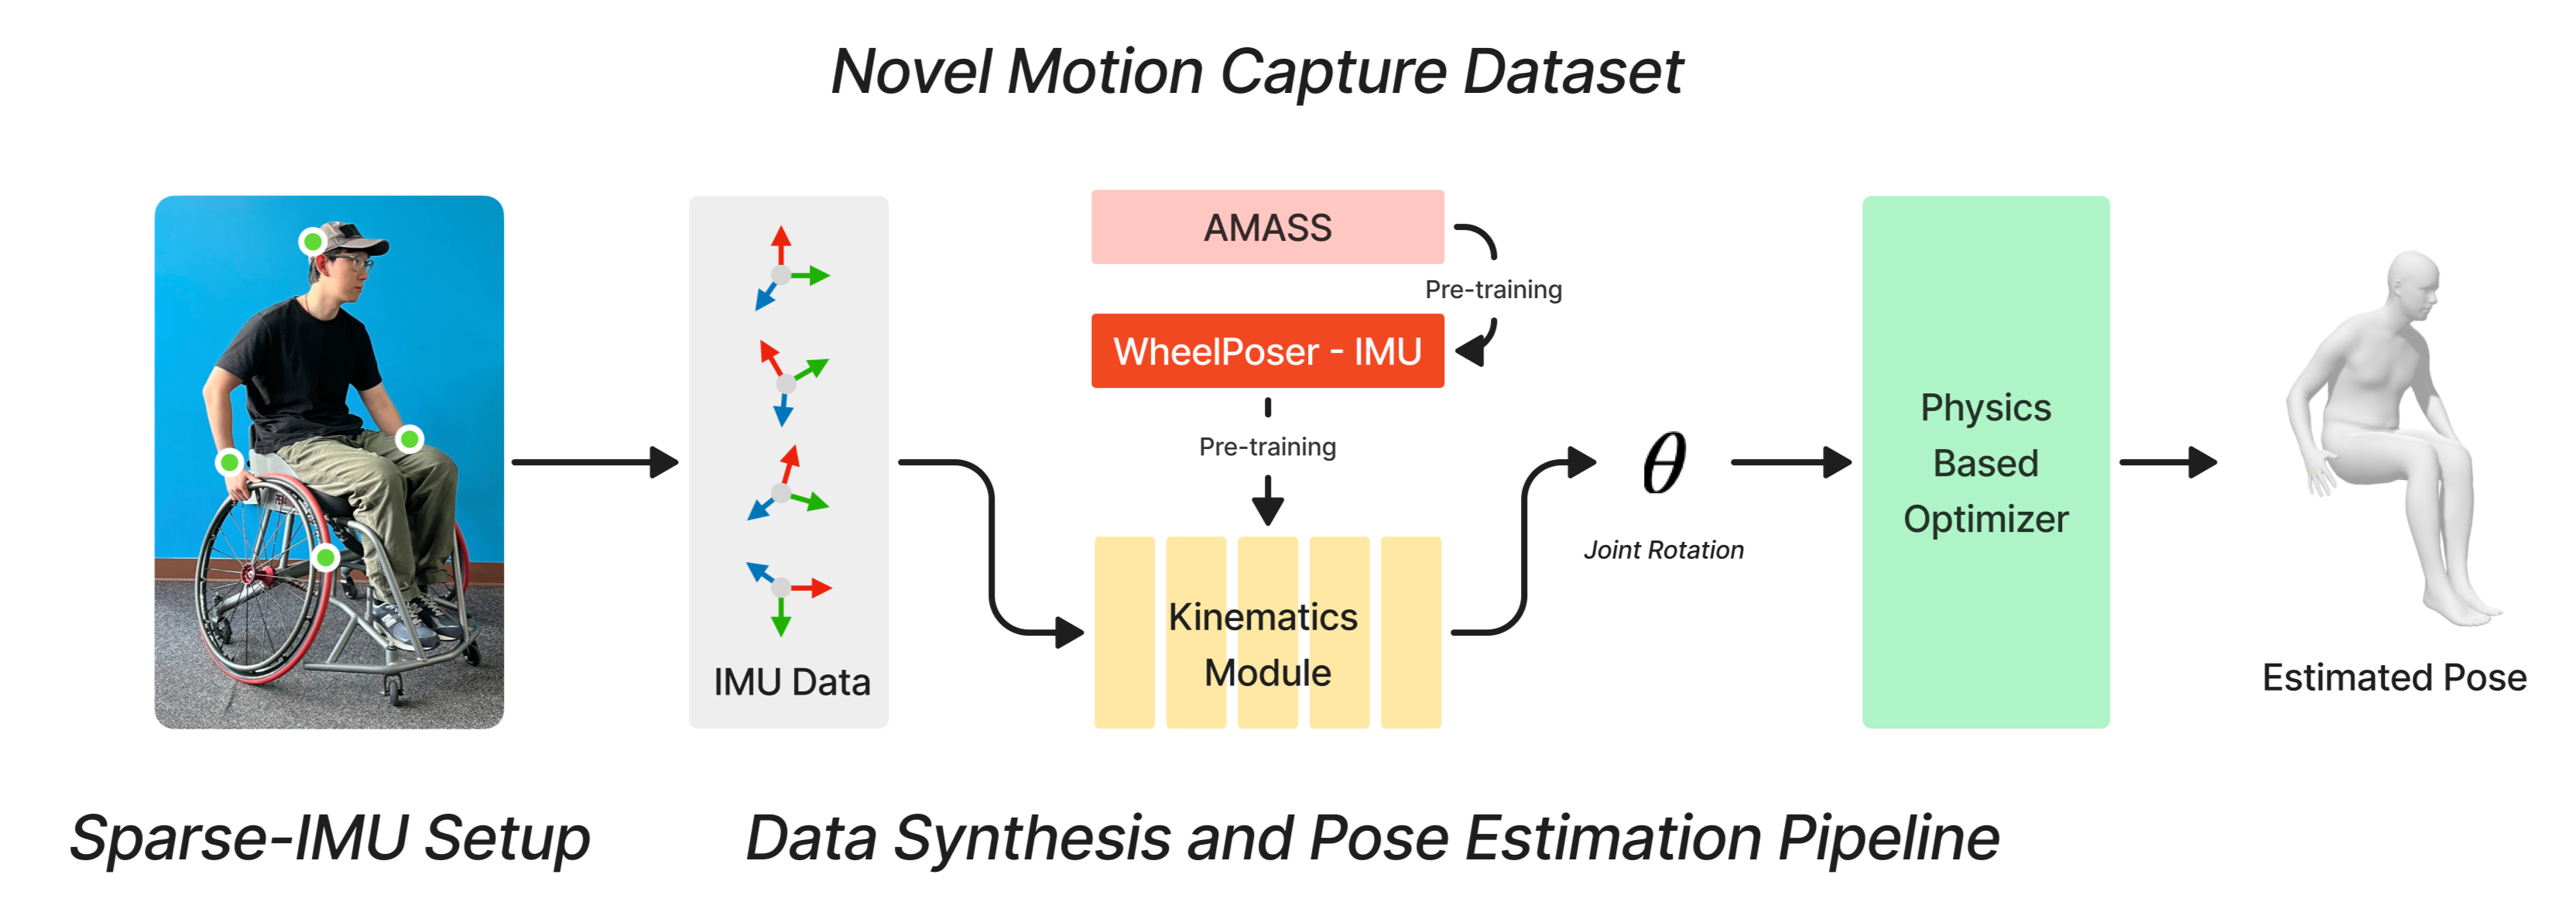 Novel Motion Capture Dataset
AMASS
Pre-training
WheelPoser - IMU
Pre-training
IMU Data
Kinematics
Module
θ
Joint Rotation
Physics
Based
Optimizer
Estimated Pose
Sparse-IMU Setup
Data Synthesis and Pose Estimation Pipeline